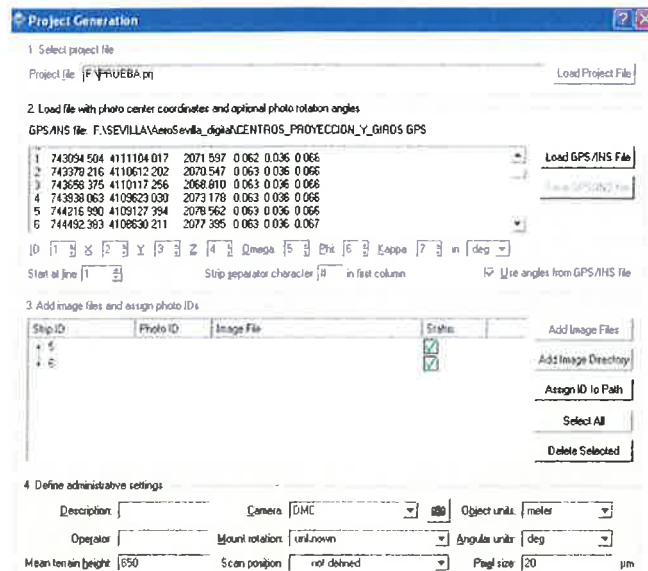 Project Generation
1 Select project file
Project file F:\PRUEBA.prj Load Project File
2. Load file with photo center coordinates and optional photo rotation angles
GPS/INS file: F:\SEVILLA\AeroSevilla_digital\CENTROS_PROYECCION_Y_GIROS GPS
1 743094 504 4111104 017 2071 597 0 062 0.036 0 066
2 743378 216 4110612 202 2070.547 0 063 0 036 0 066
3 743658 375 4110117 256 2068.810 0 063 0 036 0 066
4 743938 063 4109623 030 2073 178 0 063 0 036 0 066
5 744216 990 4109127 394 2078 562 0 063 0 036 0 066
6 744492.393 4108630 211 2077 395 0 063 0 036 0 067
Load GPS/INS File
ID 1 X 2 Y 3 Z 4 Omega 5 Phi 6 Kappa 7 in deg
Start at line 1 Strip separator character # in first column Use angles from GPS/INS file
3 Add image files and assign photo IDs
Strip ID Photo ID Image File Status
+ 5
+ 6
Add Image Files
Add Image Directory
Assign ID To Path
Select All
Delete Selected
4 Define administrative settings
Description: Camera: DMC Object units: meter
Operator Mount rotation: unknown Angular units: deg
Mean terrain height: 650 Scan position not defined Pixel size: 20 µm